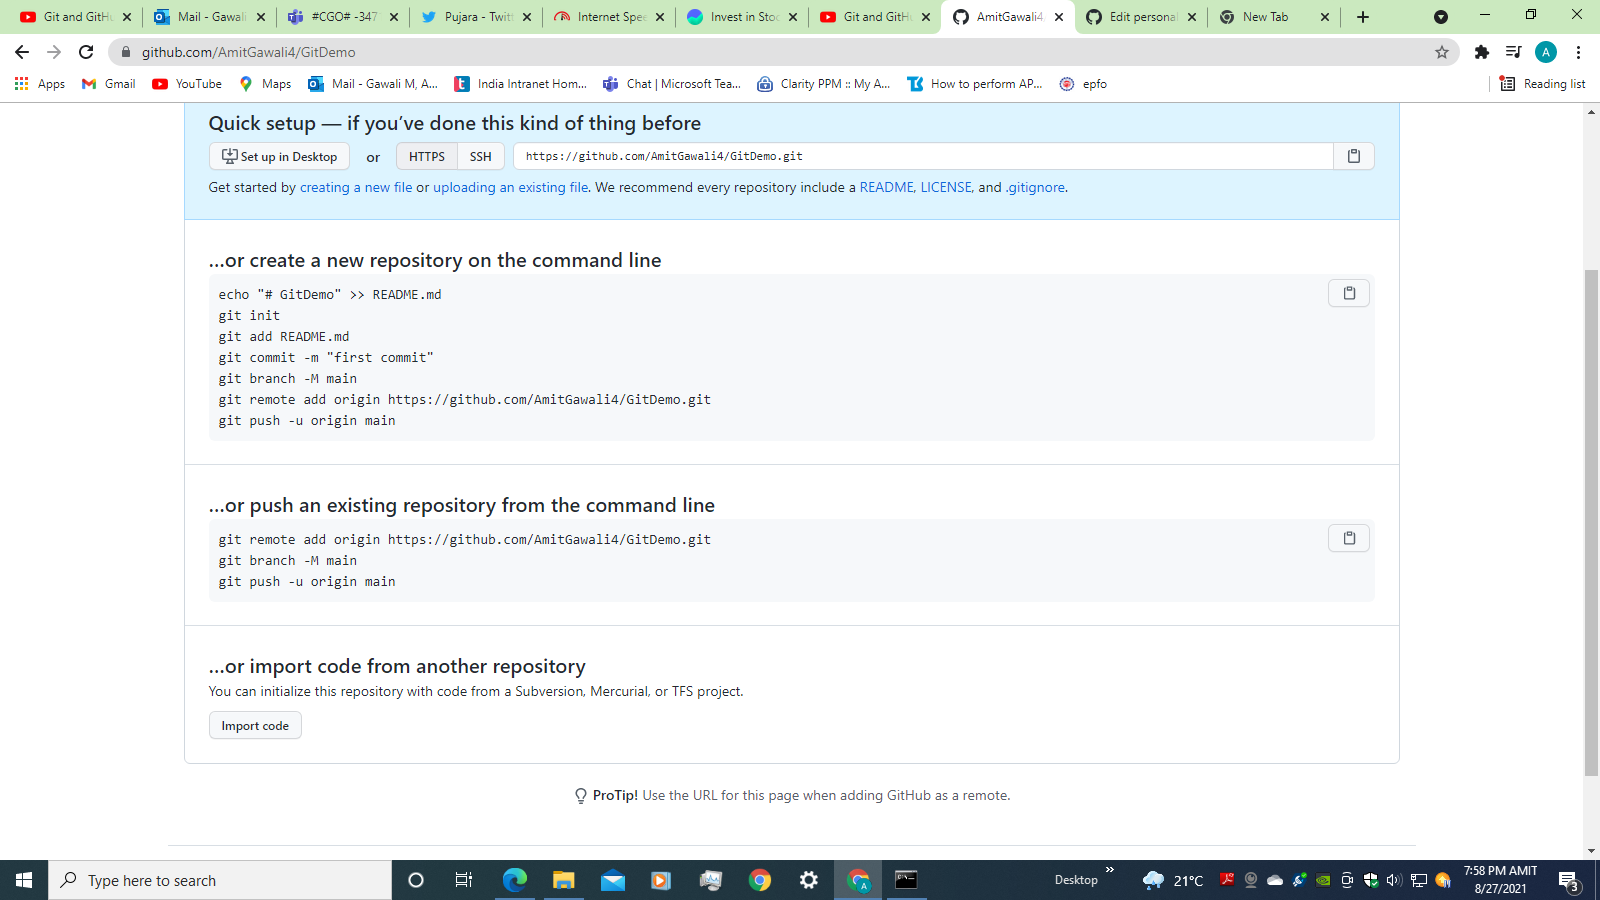 Git and GitHu
Mail - Gawali
#CGO# -347
Pujara - Twitt
Internet Spee
Invest in Stoc
Git and GitHu
AmitGawali4
Edit personal
New Tab
github.com/AmitGawali4/GitDemo
A
Apps
Gmail
YouTube
Maps
Mail - Gawali M, A...
India Intranet Hom...
Chat | Microsoft Tea...
Clarity PPM :: My A...
How to perform AP...
epfo
Reading list
Quick setup — if you've done this kind of thing before
Set up in Desktop
or
HTTPS
SSH
https://github.com/AmitGawali4/GitDemo.git
Get started by creating a new file or uploading an existing file. We recommend every repository include a README, LICENSE, and .gitignore.
...or create a new repository on the command line
echo "# GitDemo" >> README.md
git init
git add README.md
git commit -m "first commit"
git branch -M main
git remote add origin https://github.com/AmitGawali4/GitDemo.git
git push -u origin main
...or push an existing repository from the command line
git remote add origin https://github.com/AmitGawali4/GitDemo.git
git branch -M main
git push -u origin main
...or import code from another repository
You can initialize this repository with code from a Subversion, Mercurial, or TFS project.
Import code
ProTip! Use the URL for this page when adding GitHub as a remote.
Type here to search
Desktop
21°C
7:58 PM AMIT
8/27/2021
3